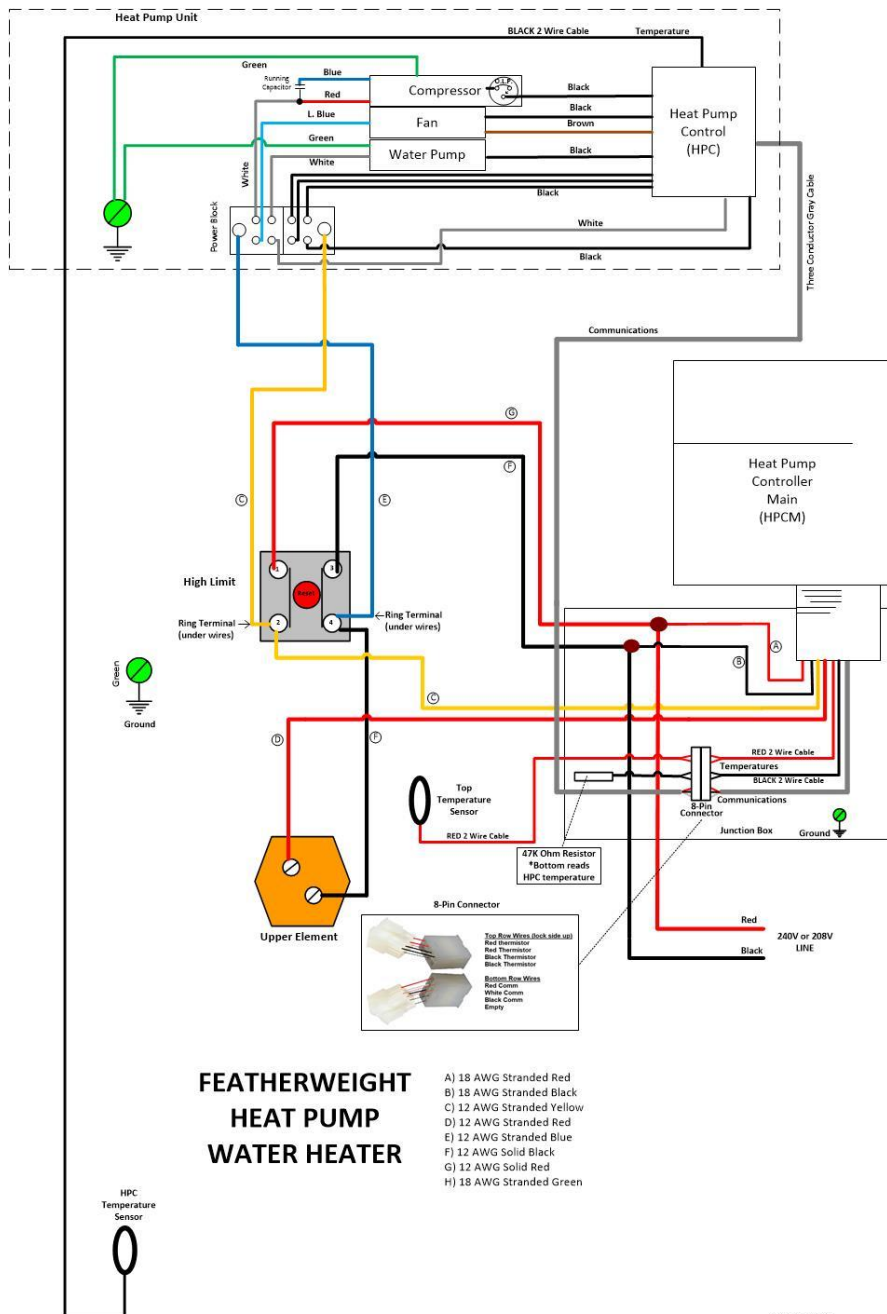 Heat Pump Unit
BLACK 2 Wire Cable
Temperature
Green
Running
Capacitor
Blue
Red
L. Blue
Green
White
White
Compressor
O.L.P.
Fan
Water Pump
Black
Black
Brown
Black
Black
Heat Pump
Control
(HPC)
White
Black
Power Block
Three Conductor Gray Cable
Communications
Heat Pump
Controller
Main
(HPCM)
G
F
C
E
High Limit
1
3
Reset
2
4
Ring Terminal
(under wires)
Ring Terminal
(under wires)
A
B
C
D
F
Green
Ground
RED 2 Wire Cable
Temperatures
BLACK 2 Wire Cable
Communications
8-Pin
Connector
Junction Box
Ground
Top
Temperature
Sensor
RED 2 Wire Cable
47K Ohm Resistor
*Bottom reads
HPC temperature
Upper Element
8-Pin Connector
Top Row Wires (lock side up)
Red thermistor
Red Thermistor
Black Thermistor
Black Thermistor
Bottom Row Wires
Red Comm
White Comm
Black Comm
Empty
Red
Black
240V or 208V
LINE
FEATHERWEIGHT
HEAT PUMP
WATER HEATER
A) 18 AWG Stranded Red
B) 18 AWG Stranded Black
C) 12 AWG Stranded Yellow
D) 12 AWG Stranded Red
E) 12 AWG Stranded Blue
F) 12 AWG Solid Black
G) 12 AWG Solid Red
H) 18 AWG Stranded Green
HPC
Temperature
Sensor